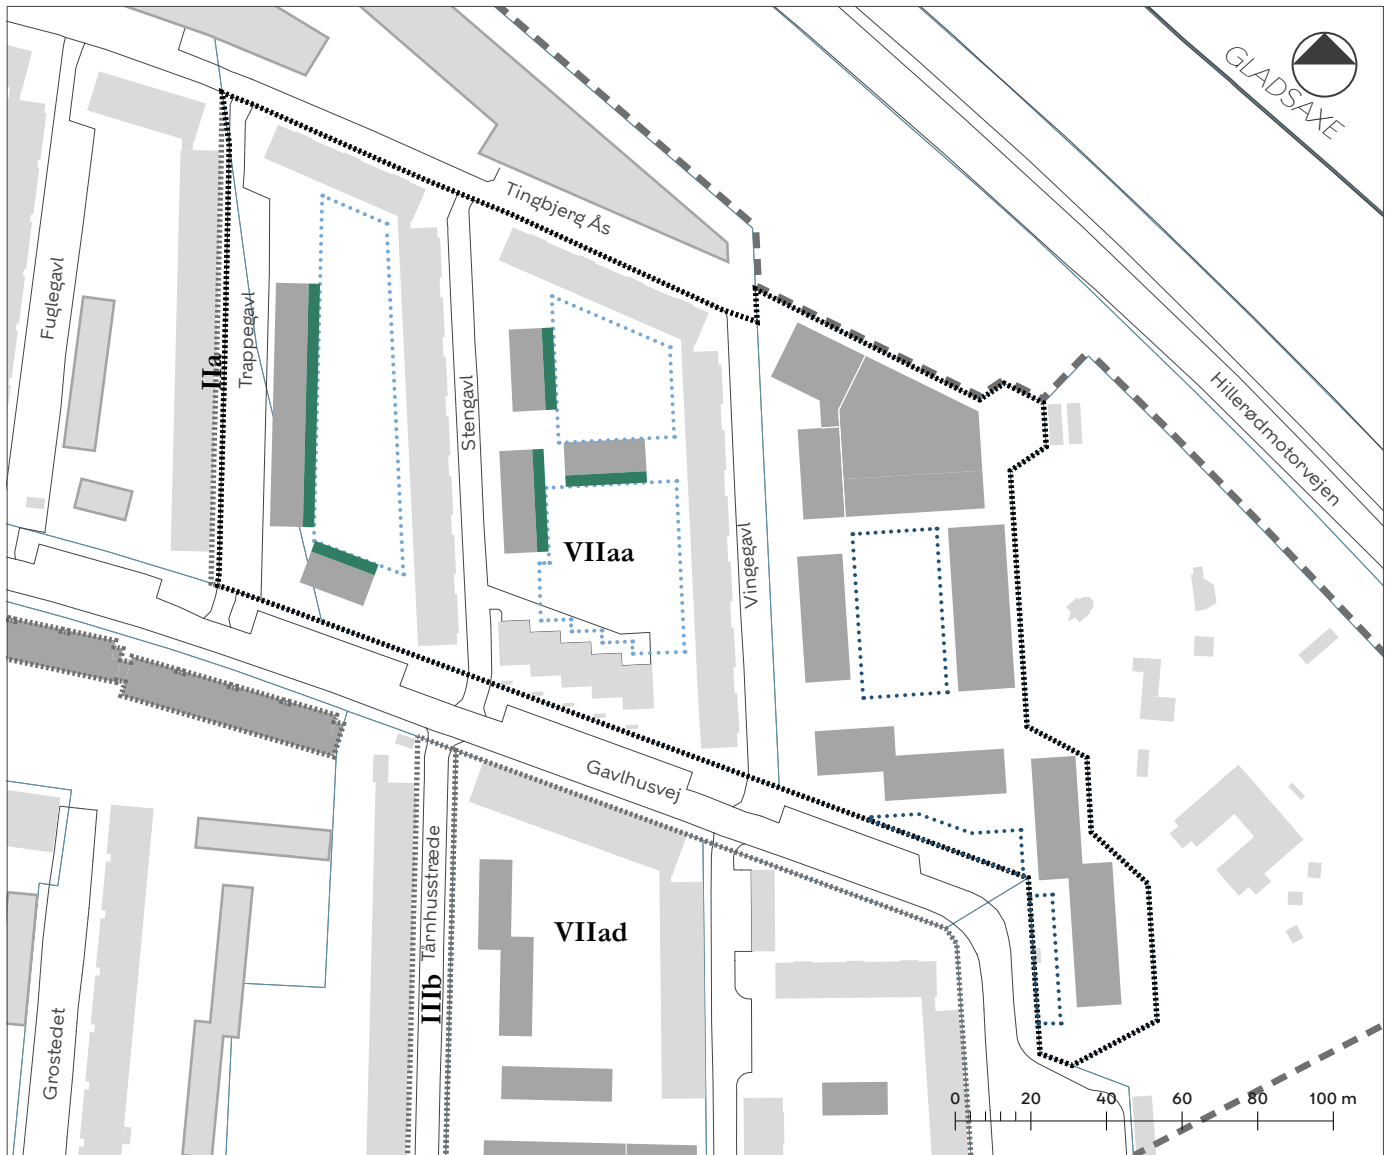 GLADSAXE
Tingbjerg Ås
Fuglegavl
IIa
Trappegavl
Stengavl
Hillerødmotorvejen
VIIaa
Vingegavl
Gavlhusvej
Tårnhusstræde
VIIad
IIIb
Grostedet
0 20 40 60 80 100 m